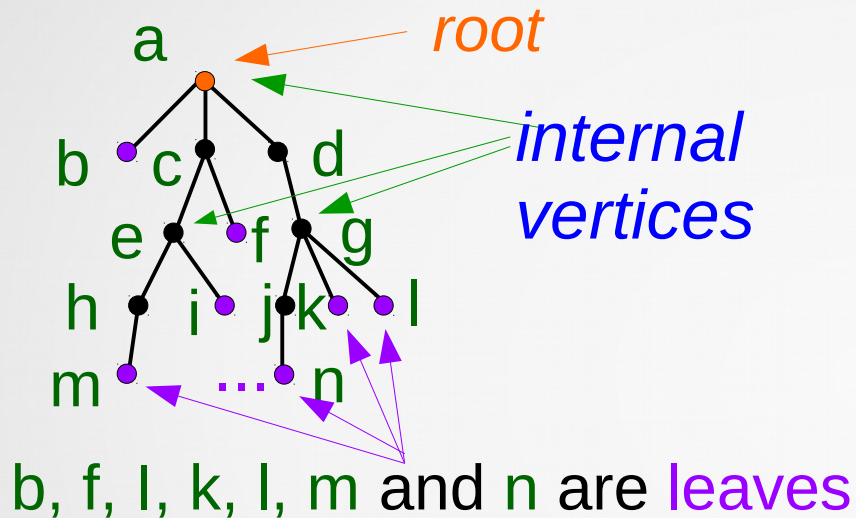 a root
internal
b c d
vertices
e f g
h i j k l
m ... n
b, f, I, k, l, m and n are leaves